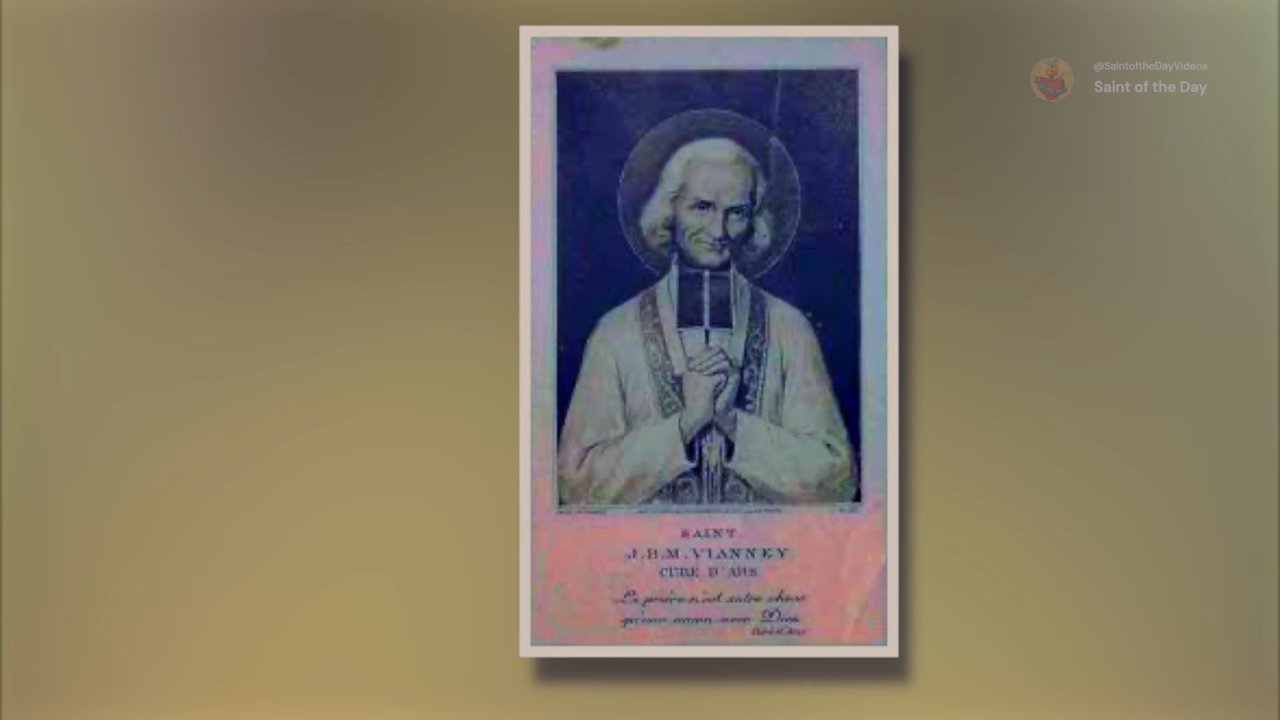 @SaintoftheDayVideos
Saint of the Day
SAINT
J.B.M. VIANNEY
CURE D'ARS
La prière n'est autre chose
qu'une union avec Dieu